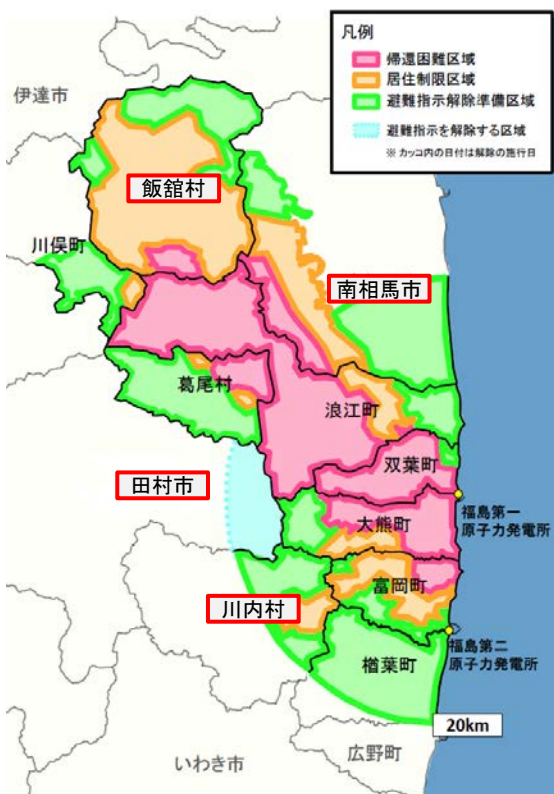 凡例
帰還困難区域
居住制限区域
避難指示解除準備区域
避難指示を解除する区域
※ カッコ内の日付は解除の施行日
伊達市
飯舘村
川俣町
南相馬市
葛尾村
浪江町
双葉町
田村市
大熊町
福島第一
原子力発電所
富岡町
川内村
福島第二
原子力発電所
楢葉町
20km
広野町
いわき市